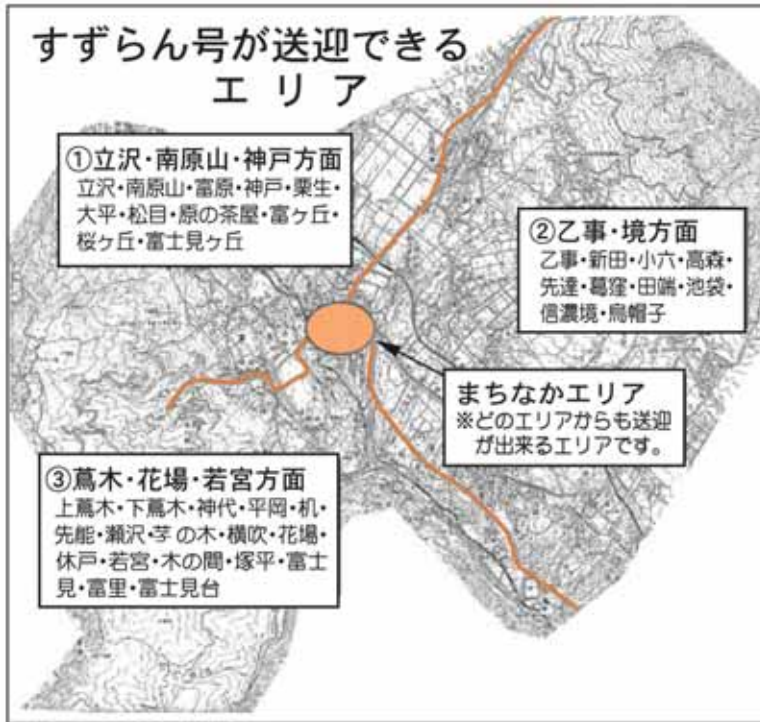 すずらん号が送迎できる
エリア
①立沢・南原山・神戸方面
立沢・南原山・富原・神戸・栗生・
大平・松目・原の茶屋・富ヶ丘・
桜ヶ丘・富士見ヶ丘
②乙事・境方面
乙事・新田・小六・高森・
先達・葛窪・田端・池袋・
信濃境・烏帽子
まちなかエリア
※どのエリアからも送迎
が出来るエリアです。
③蔦木・花場・若宮方面
上蔦木・下蔦木・神代・平岡・机・
先能・瀬沢・芓の木・横吹・花場・
休戸・若宮・木の間・塚平・富士
見・富里・富士見台